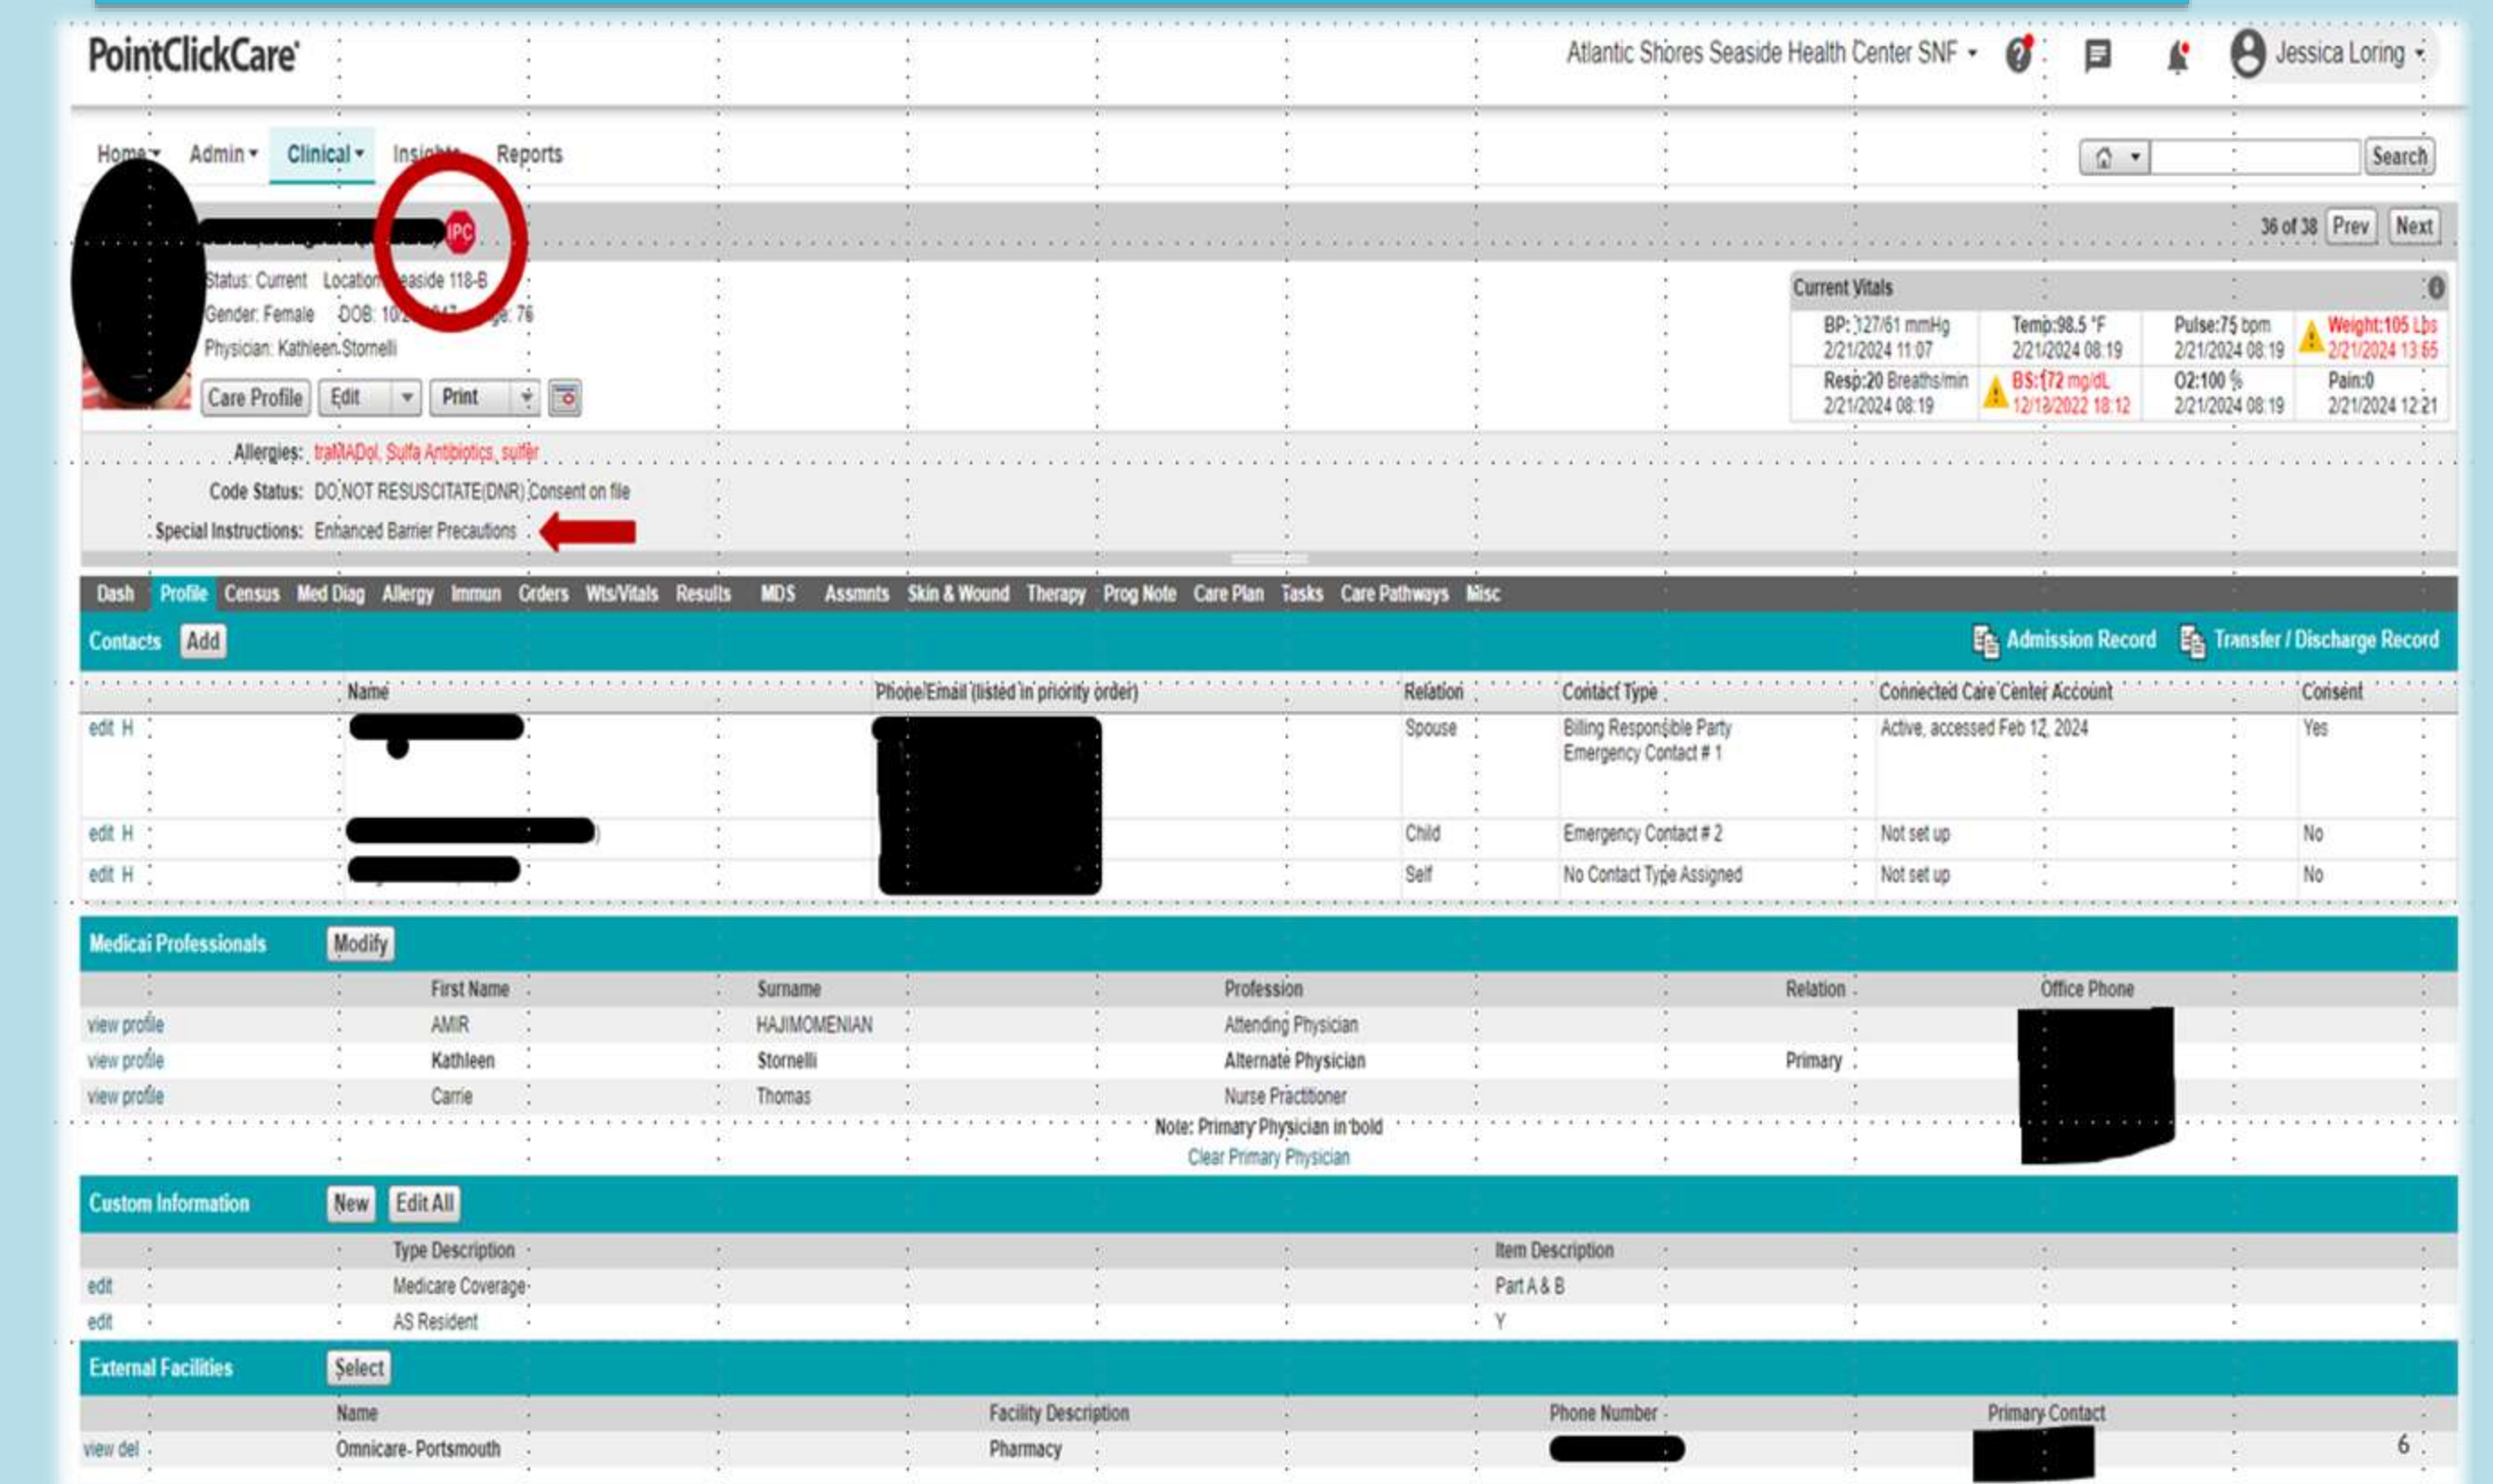 PointClickCare
Atlantic Shores Seaside Health Center SNF
Jessica Loring
Home Admin Clinical Insights Reports
Search
IPC
36 of 38 Prev Next
Status: Current Location: Seaside 118-B
Gender: Female DOB: Age: 76
Physician: Kathleen Stornelli
Care Profile Edit Print
Current Vitals
BP: 127/61 mmHg Temp:98.5 °F Pulse:75 bpm Weight:105 Lbs
2/21/2024 11:07 2/21/2024 08:19 2/21/2024 08:19 2/21/2024
Resp:20 Breaths/min BS:172 mg/dL O2:100 % Pain:0
2/21/2024 08:19 12/13/2022 18:12 2/21/2024 08:19 2/21/2024 12:21
Allergies: traMADol, Sulfa Antibiotics, sulfer
Code Status: DO NOT RESUSCITATE(DNR) Consent on file
Special Instructions: Enhanced Barrier Precautions
Dash Profile Census Med Diag Allergy Immun Orders Wts/Vitals Results MDS Assmnts Skin & Wound Therapy Prog Note Care Plan Tasks Care Pathways Misc
Contacts Add Admission Record Transfer / Discharge Record
Name Phone/Email (listed in priority order) Relation Contact Type Connected Care Center Account Consent
edit H Spouse Billing Responsible Party Active, accessed Feb 12, 2024 Yes
Emergency Contact # 1
edit H Child Emergency Contact # 2 Not set up No
edit H Self No Contact Type Assigned Not set up No
Medical Professionals Modify
First Name Surname Profession Relation Office Phone
view profile AMIR HAJIMOMENIAN Attending Physician
view profile Kathleen Stornelli Alternate Physician Primary
view profile Carrie Thomas Nurse Practitioner
Note: Primary Physician in bold
Clear Primary Physician
Custom Information New Edit All
Type Description Item Description
edit Medicare Coverage Part A & B
edit AS Resident Y
External Facilities Select
Name Facility Description Phone Number Primary Contact
view del Omnicare- Portsmouth Pharmacy
6